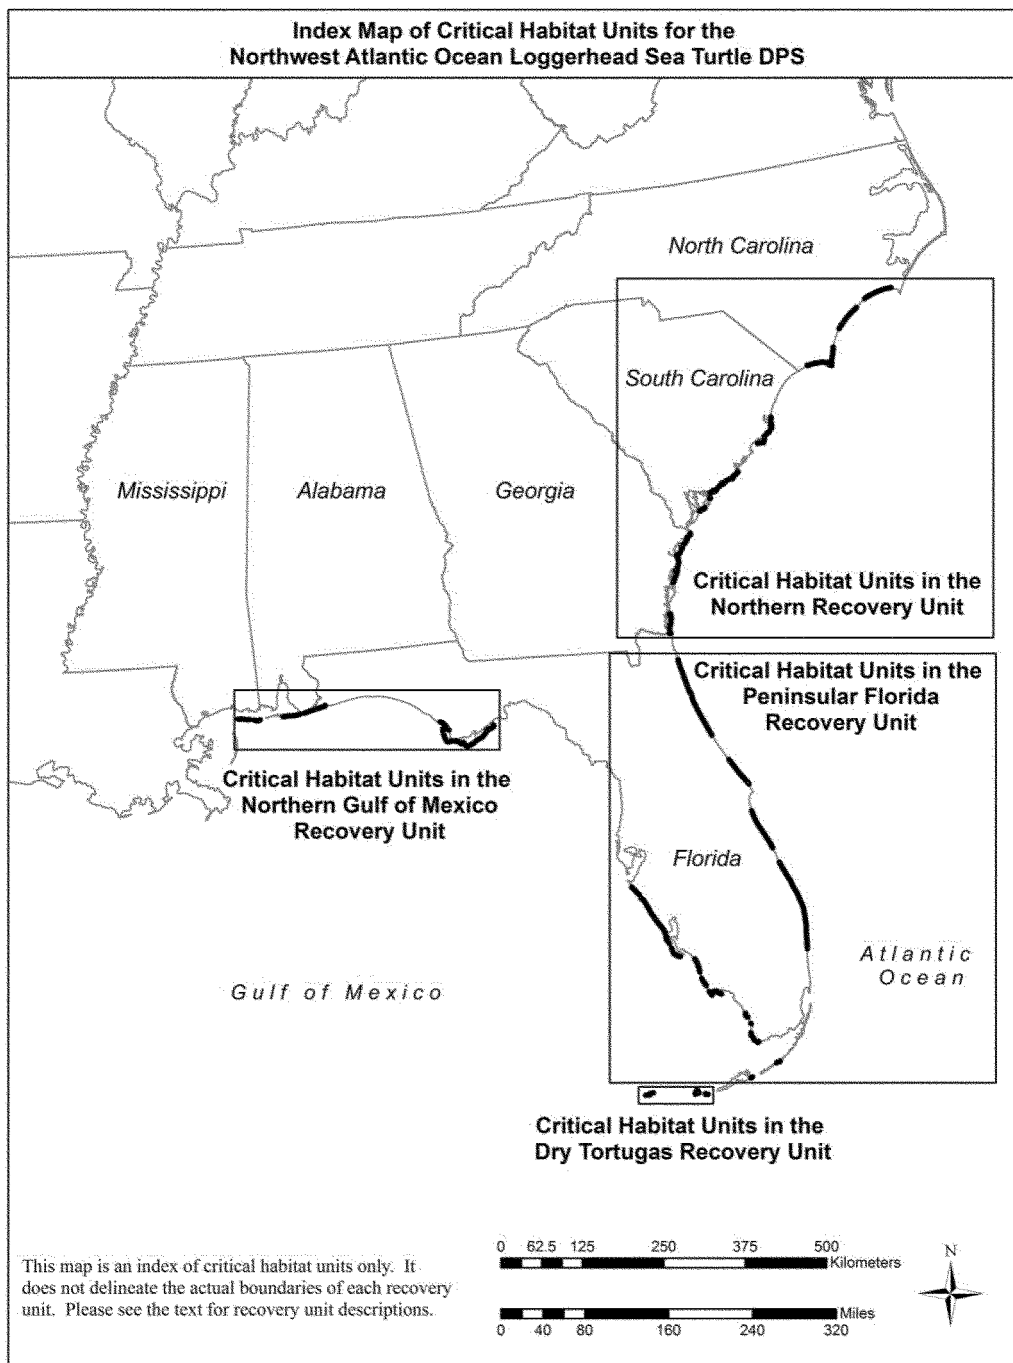 Index Map of Critical Habitat Units for the
Northwest Atlantic Ocean Loggerhead Sea Turtle DPS
North Carolina
South Carolina
Mississippi
Alabama
Georgia
Critical Habitat Units in the
Northern Recovery Unit
Critical Habitat Units in the
Peninsular Florida
Recovery Unit
Critical Habitat Units in the
Northern Gulf of Mexico
Recovery Unit
Florida
Atlantic
Ocean
Gulf of Mexico
Critical Habitat Units in the
Dry Tortugas Recovery Unit
This map is an index of critical habitat units only. It
does not delineate the actual boundaries of each recovery
unit. Please see the text for recovery unit descriptions.
0 62.5 125 250 375 500
Kilometers
Miles
0 40 80 160 240 320
N